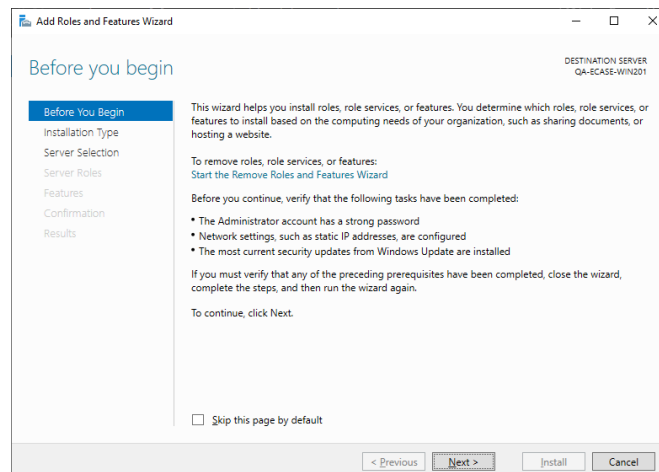 Add Roles and Features Wizard
Before you begin
DESTINATION SERVER
QA-ECASE-WIN201
Before You Begin
Installation Type
Server Selection
Server Roles
Features
Confirmation
Results
This wizard helps you install roles, role services, or features. You determine which roles, role services, or
features to install based on the computing needs of your organization, such as sharing documents, or
hosting a website.
To remove roles, role services, or features:
Start the Remove Roles and Features Wizard
Before you continue, verify that the following tasks have been completed:
• The Administrator account has a strong password
• Network settings, such as static IP addresses, are configured
• The most current security updates from Windows Update are installed
If you must verify that any of the preceding prerequisites have been completed, close the wizard,
complete the steps, and then run the wizard again.
To continue, click Next.
Skip this page by default
< Previous
Next >
Install
Cancel